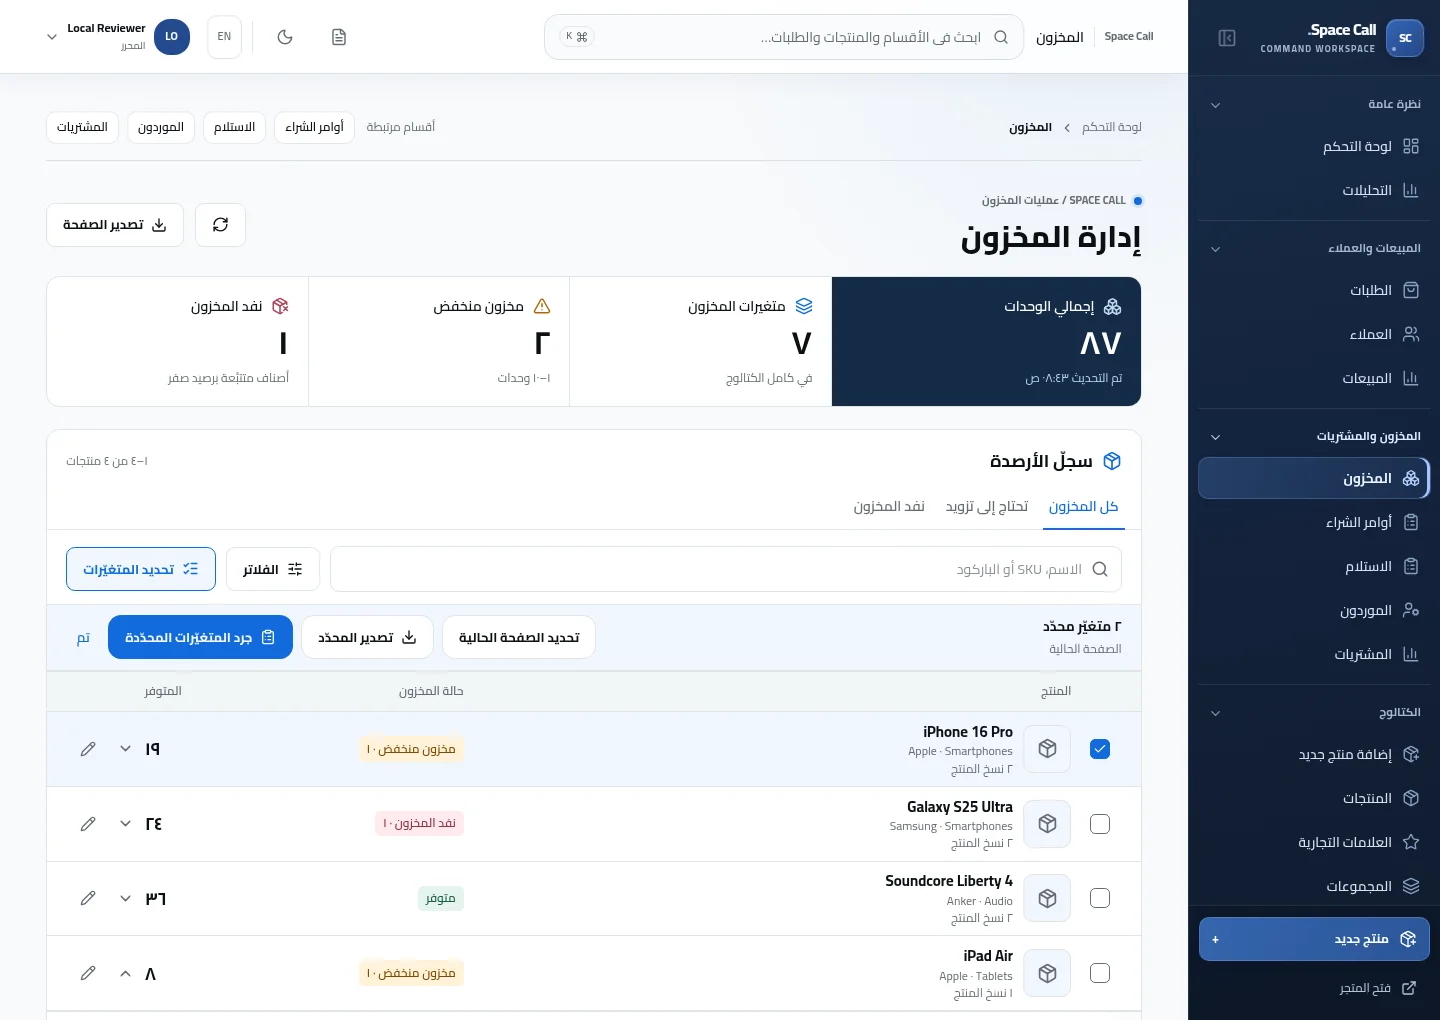 Space Call.
COMMAND WORKSPACE
SC
نظرة عامة
لوحة التحكم
التحليلات
المبيعات والعملاء
الطلبات
العملاء
المبيعات
المخزون والمشتريات
المخزون
أوامر الشراء
الاستلام
الموردون
المشتريات
الكتالوج
إضافة منتج جديد
المنتجات
العلامات التجارية
المجموعات
منتج جديد +
فتح المتجر
Space Call
المخزون
ابحث في الأقسام والمنتجات والطلبات...
⌘ K
EN
LO
Local Reviewer
المحرر
لوحة التحكم
المخزون
أقسام مرتبطة
أوامر الشراء
الاستلام
الموردون
المشتريات
SPACE CALL / عمليات المخزون
إدارة المخزون
تصدير الصفحة
إجمالي الوحدات
٨٧
تم التحديث ٠٨:٤٣ ص
متغيرات المخزون
٧
في كامل الكتالوج
مخزون منخفض
٢
١–١٠ وحدات
نفد المخزون
١
أصناف متتبّعة برصيد صفر
سجلّ الأرصدة
١–٤ من ٤ منتجات
كل المخزون
تحتاج إلى تزويد
نفد المخزون
الاسم، SKU أو الباركود
الفلاتر
تحديد المتغيّرات
٢ متغيّر محدّد
الصفحة الحالية
تحديد الصفحة الحالية
تصدير المحدّد
جرد المتغيّرات المحدّدة
تم
المنتج
حالة المخزون
المتوفر
iPhone 16 Pro
Apple · Smartphones
٢ نسخ المنتج
مخزون منخفض · ١
١٩
Galaxy S25 Ultra
Samsung · Smartphones
٢ نسخ المنتج
نفد المخزون · ١
٢٤
Soundcore Liberty 4
Anker · Audio
٢ نسخ المنتج
متوفر
٣٦
iPad Air
Apple · Tablets
١ نسخ المنتج
مخزون منخفض · ١
٨